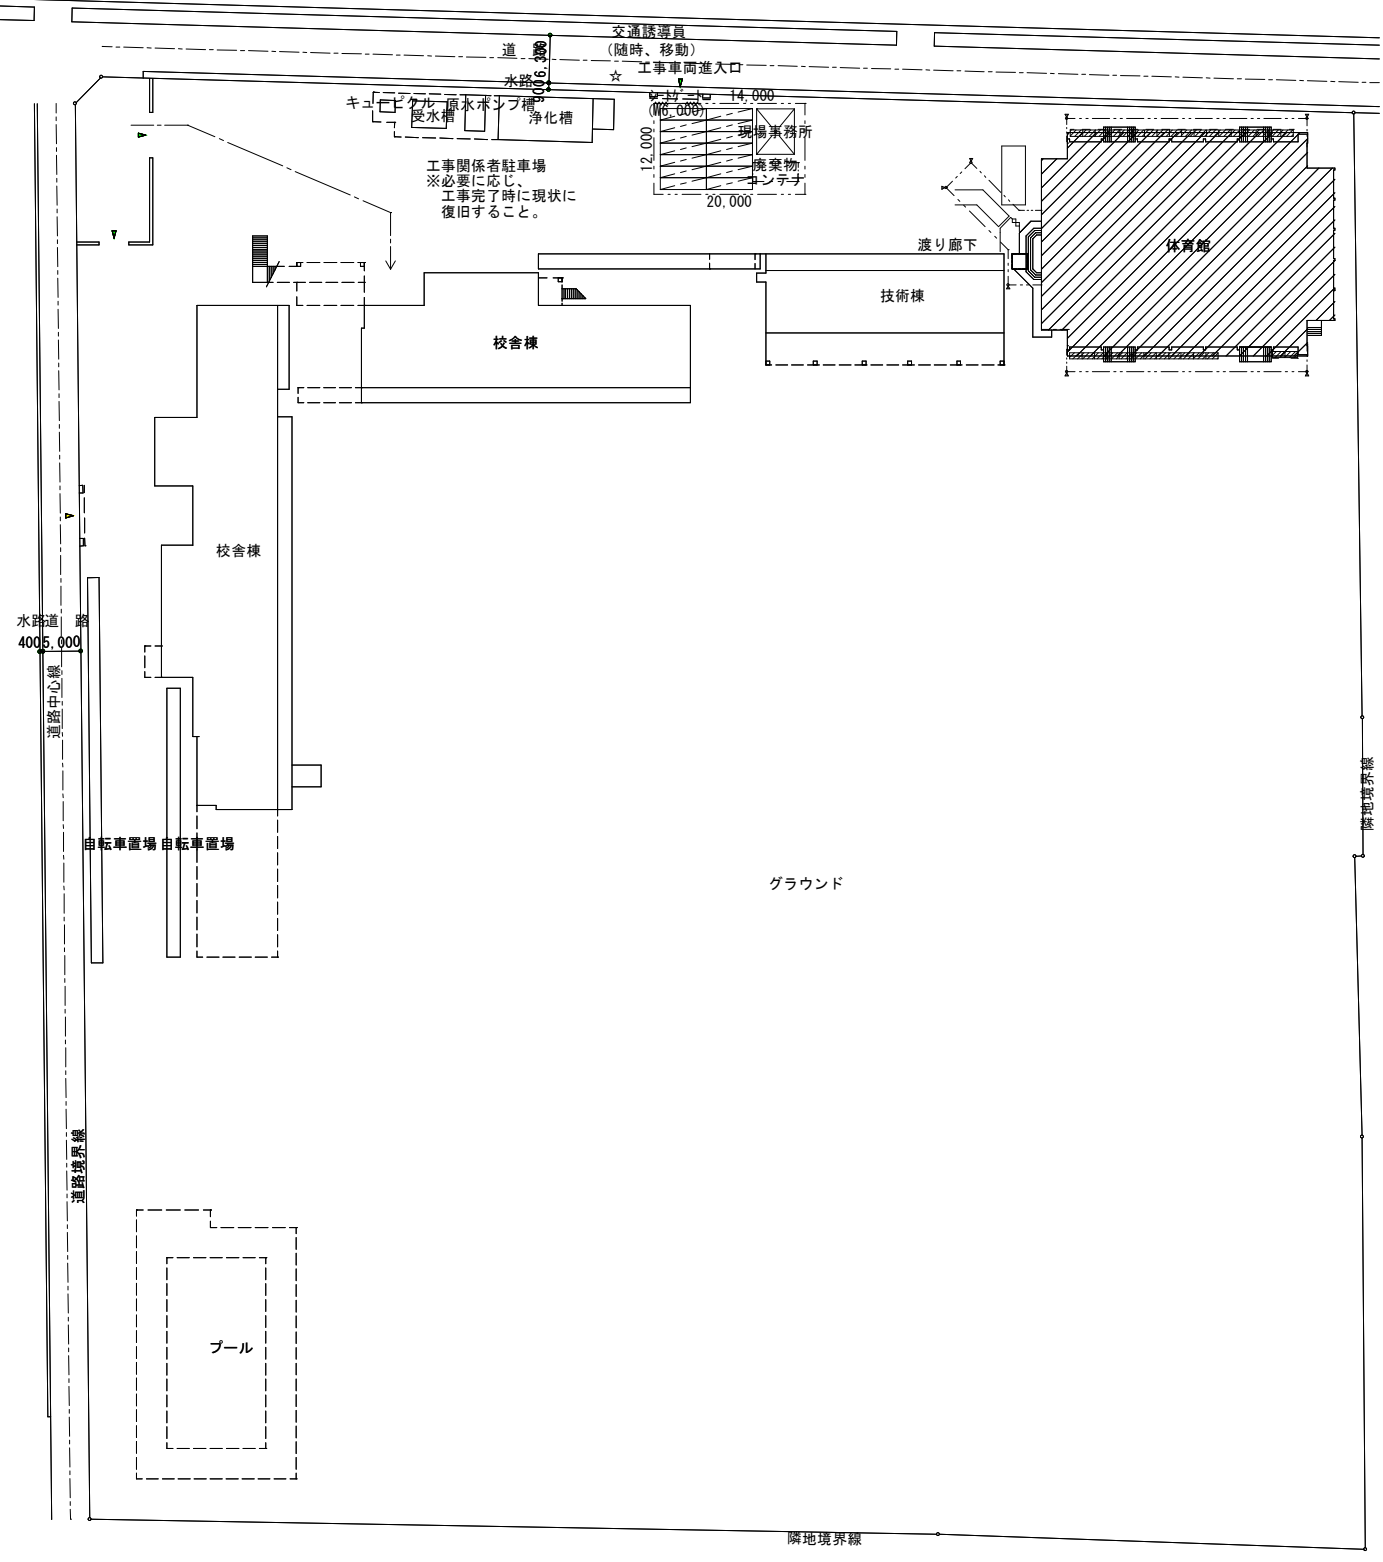 交通誘導員
(随時、移動)
工事車両進入口
☆
道 路
6,300
水路
900
キュービクル
原水ポンプ槽
受水槽
浄化槽
14,000
(W6,000)
12,000
現場事務所
廃棄物
コンテナ
20,000
工事関係者駐車場
※必要に応じ、
工事完了時に現状に
復旧すること。
渡り廊下
体育館
技術棟
校舎棟
校舎棟
水路
道 路
400
5,000
道路中心線
隣地境界線
自転車置場
自転車置場
グラウンド
道路境界線
プール
隣地境界線